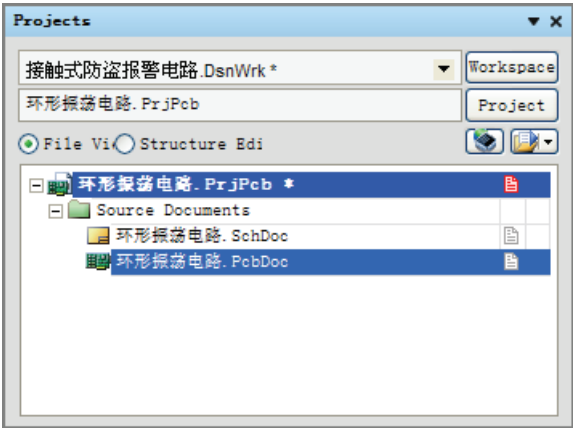 Projects
接触式防盗报警电路.DsnWrk *
Workspace
环形振荡电路.PrjPcb
Project
File Vi
Structure Edi
环形振荡电路.PrjPcb *
Source Documents
环形振荡电路.SchDoc
环形振荡电路.PcbDoc